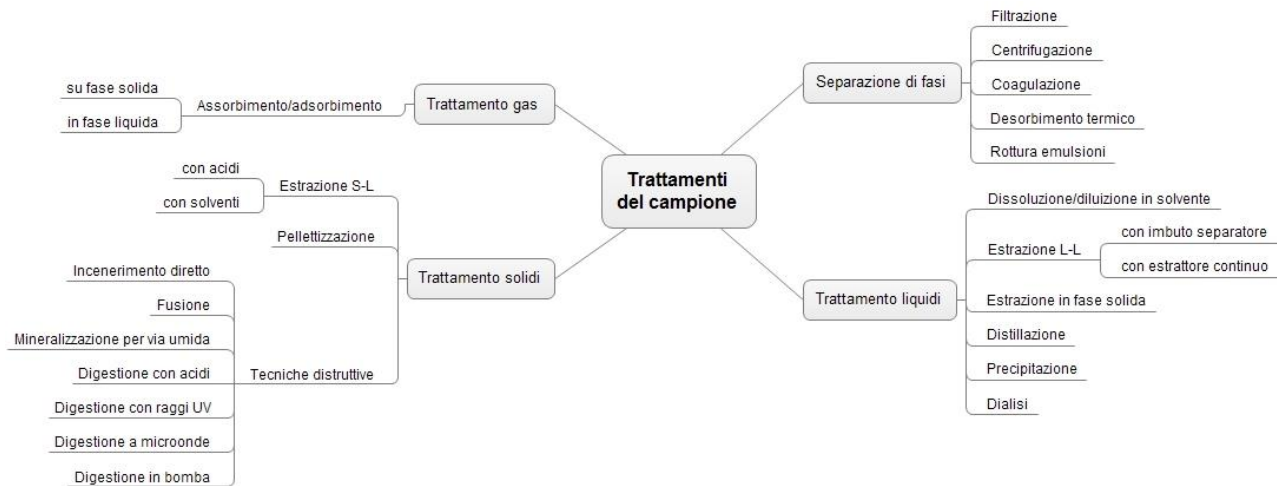 Trattamenti
del campione
Trattamento gas
Assorbimento/adsorbimento
su fase solida
in fase liquida
Trattamento solidi
Estrazione S-L
con acidi
con solventi
Pellettizzazione
Tecniche distruttive
Incenerimento diretto
Fusione
Mineralizzazione per via umida
Digestione con acidi
Digestione con raggi UV
Digestione a microonde
Digestione in bomba
Separazione di fasi
Filtrazione
Centrifugazione
Coagulazione
Desorbimento termico
Rottura emulsioni
Trattamento liquidi
Dissoluzione/diluizione in solvente
Estrazione L-L
con imbuto separatore
con estrattore continuo
Estrazione in fase solida
Distillazione
Precipitazione
Dialisi